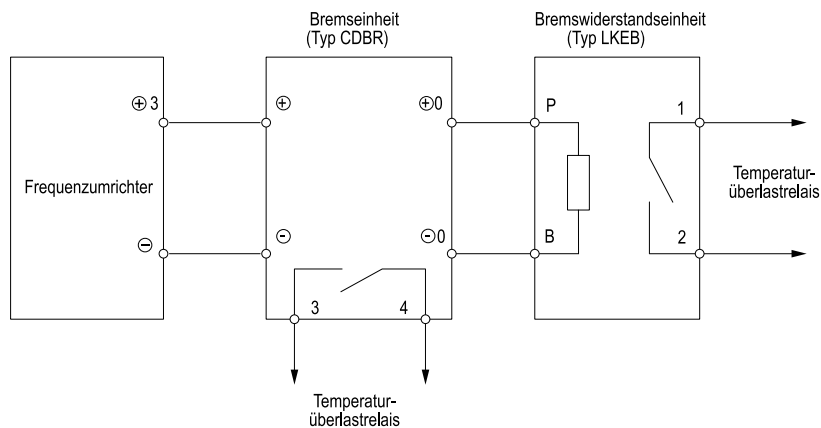 Bremseinheit
(Typ CDBR)
Bremswiderstandseinheit
(Typ LKEB)
⊕ 3
⊕
⊕0
P
1
Frequenzumrichter
Temperatur-
überlastrelais
⊖
⊖
⊖0
B
2
3
4
Temperatur-
überlastrelais